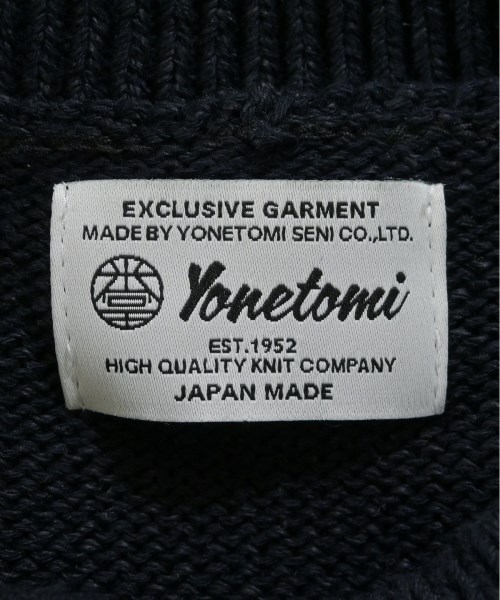 EXCLUSIVE GARMENT
MADE BY YONETOMI SENI CO.,LTD.
Yonetomi
EST.1952
HIGH QUALITY KNIT COMPANY
JAPAN MADE